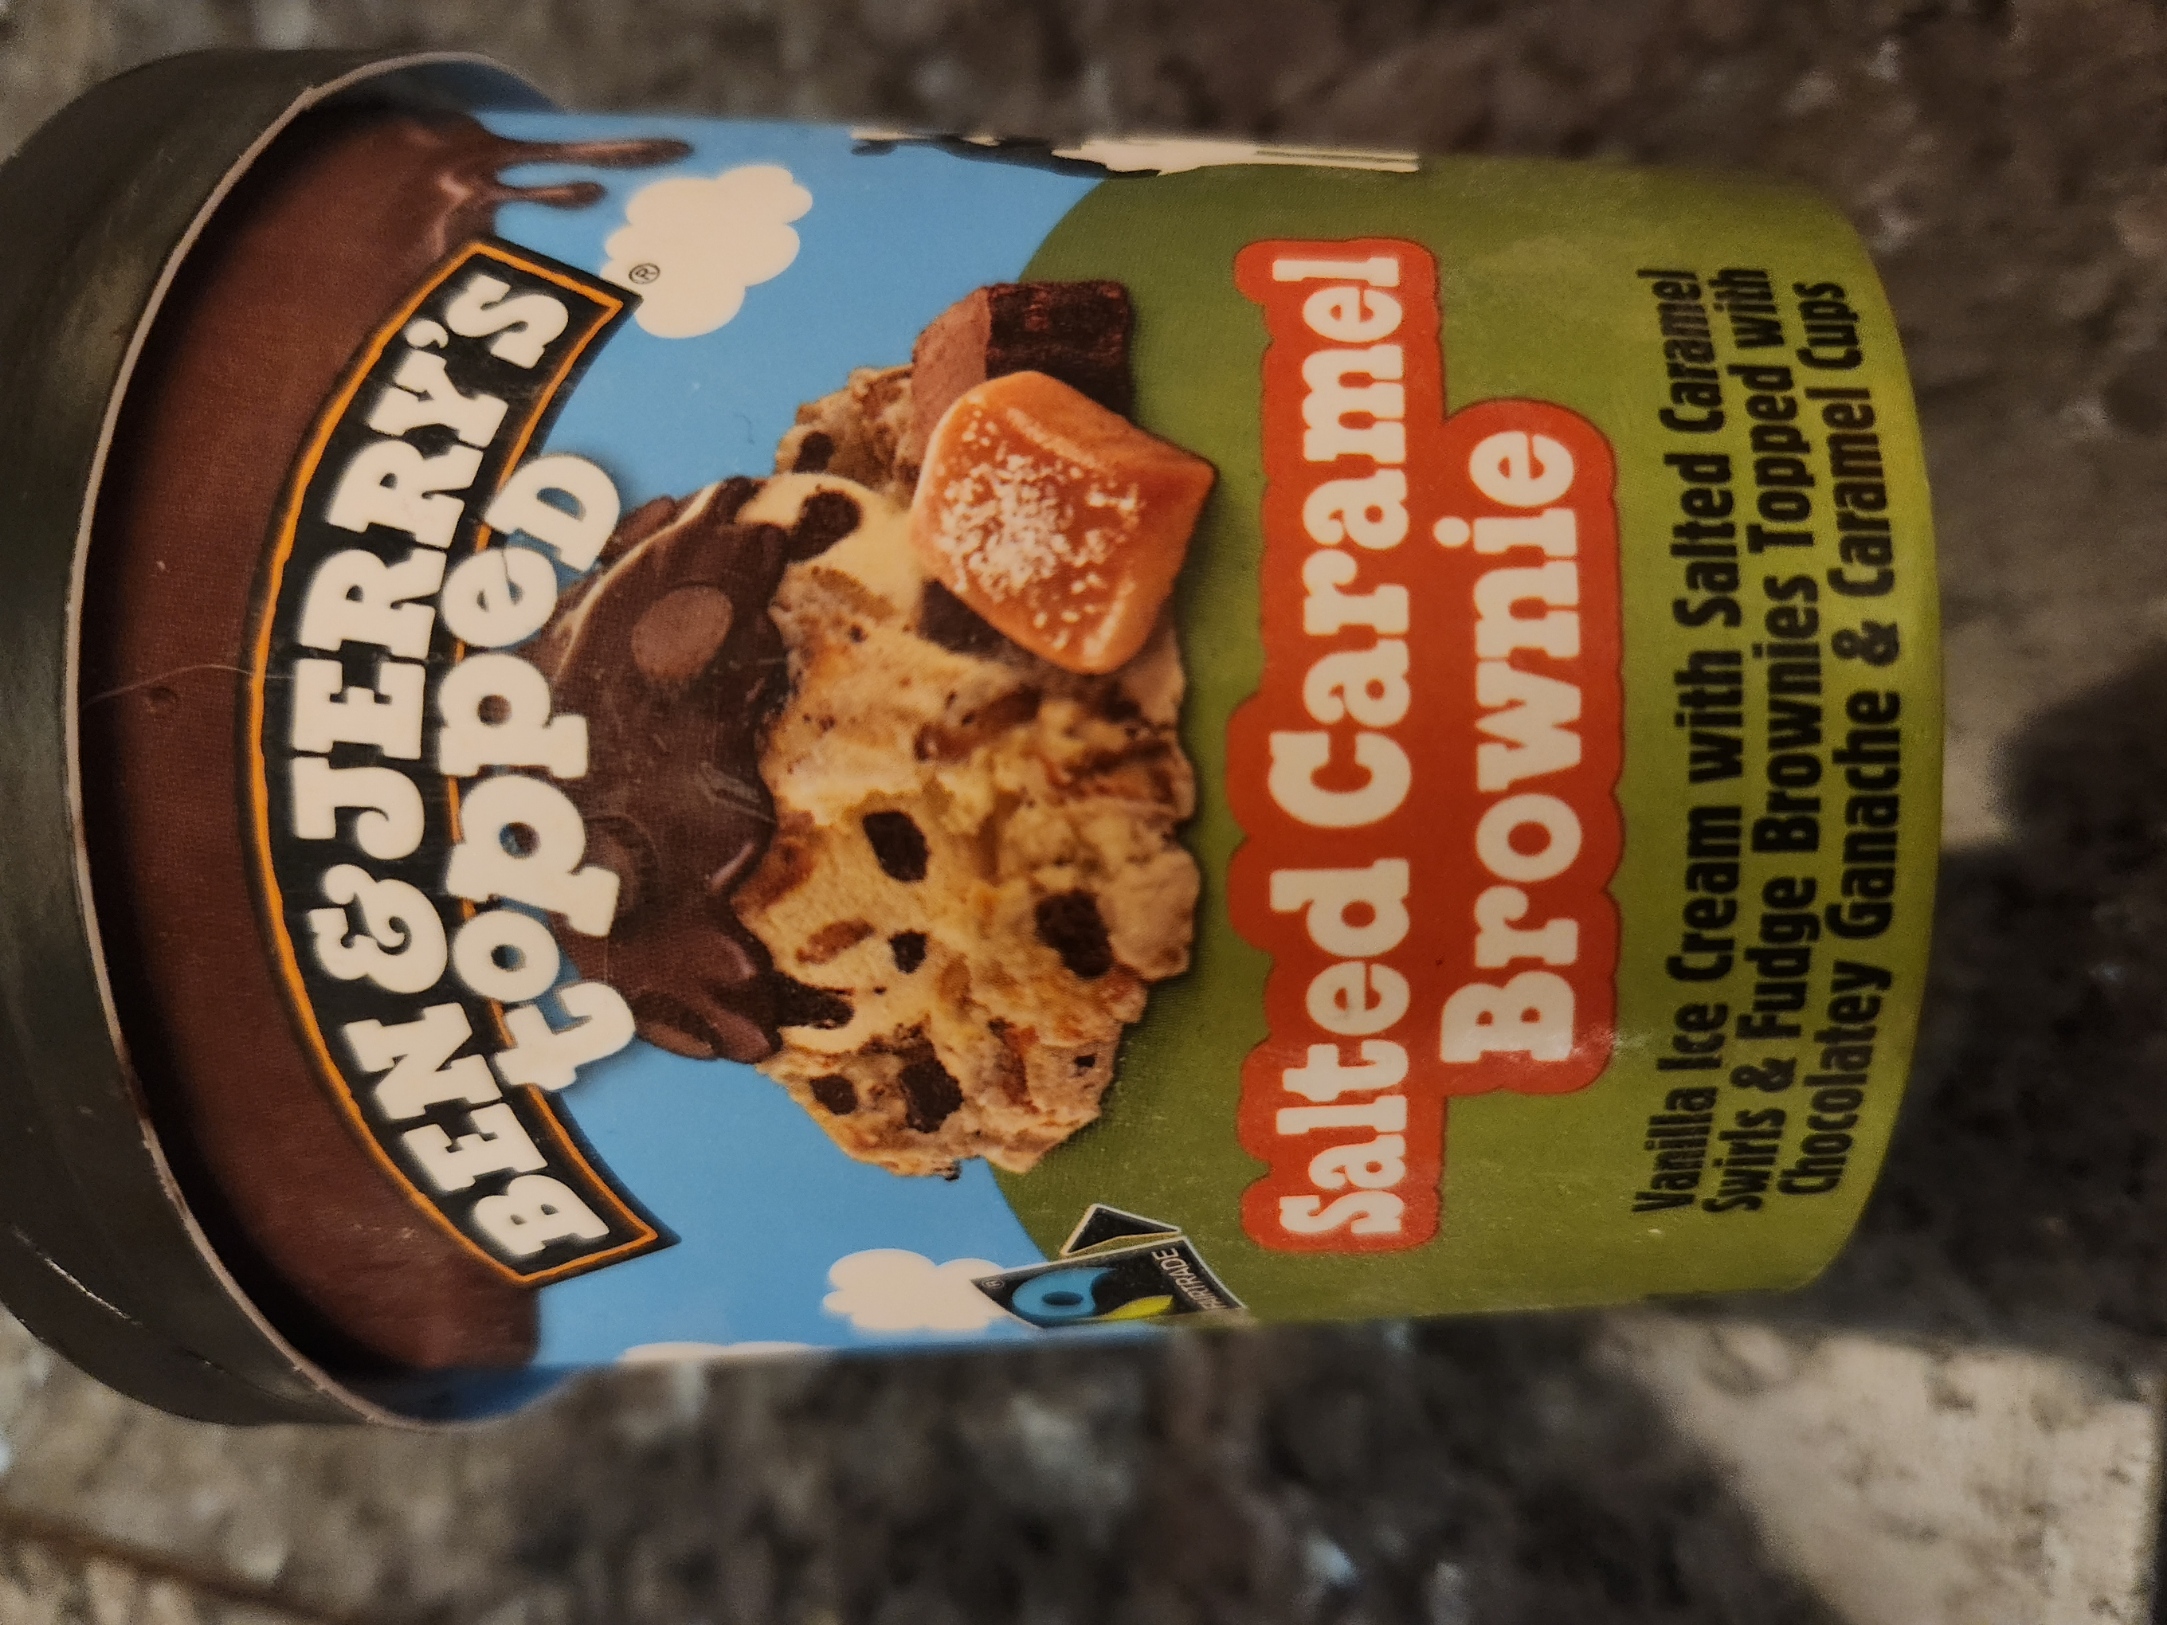 BEN & JERRY'S ®
topped
Salted Caramel
Brownie
Vanilla Ice Cream with Salted Caramel
Swirls & Fudge Brownies Topped with
Chocolatey Ganache & Caramel Cups
®
FAIRTRADE